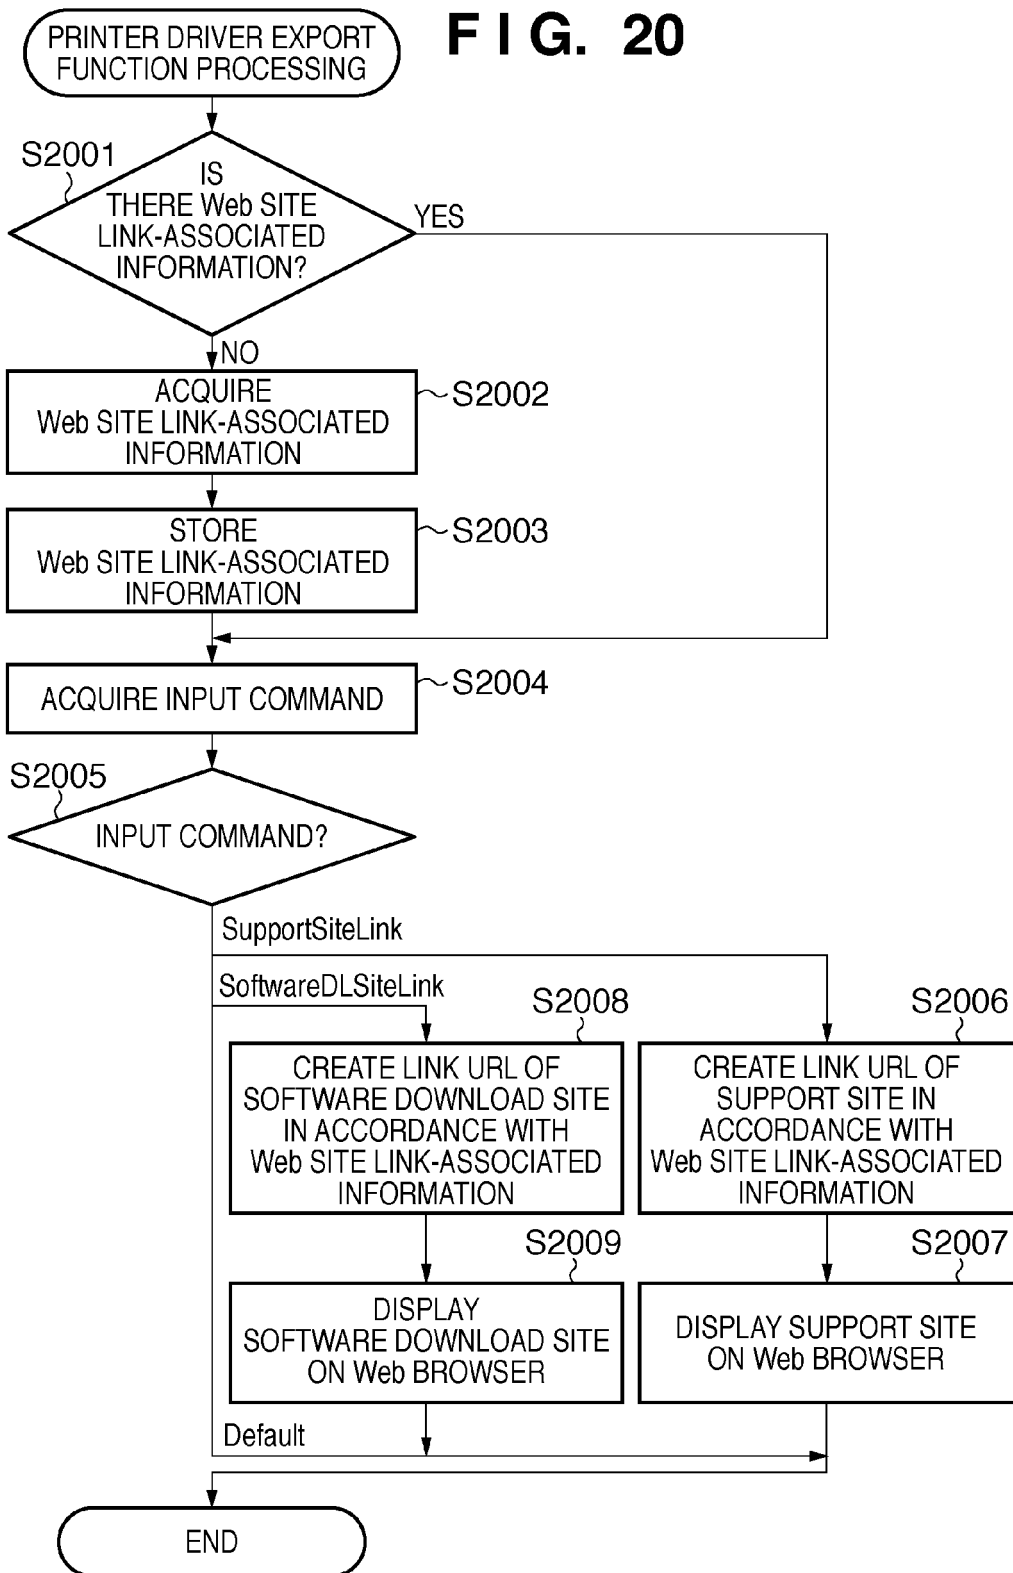 FIG. 20
PRINTER DRIVER EXPORT
FUNCTION PROCESSING
S2001
IS
THERE Web SITE
LINK-ASSOCIATED
INFORMATION?
YES
NO
ACQUIRE
Web SITE LINK-ASSOCIATED
INFORMATION
S2002
STORE
Web SITE LINK-ASSOCIATED
INFORMATION
S2003
ACQUIRE INPUT COMMAND
S2004
S2005
INPUT COMMAND?
SupportSiteLink
SoftwareDLSiteLink
S2008
CREATE LINK URL OF
SOFTWARE DOWNLOAD SITE
IN ACCORDANCE WITH
Web SITE LINK-ASSOCIATED
INFORMATION
S2006
CREATE LINK URL OF
SUPPORT SITE IN
ACCORDANCE WITH
Web SITE LINK-ASSOCIATED
INFORMATION
S2009
DISPLAY
SOFTWARE DOWNLOAD SITE
ON Web BROWSER
S2007
DISPLAY SUPPORT SITE
ON Web BROWSER
Default
END